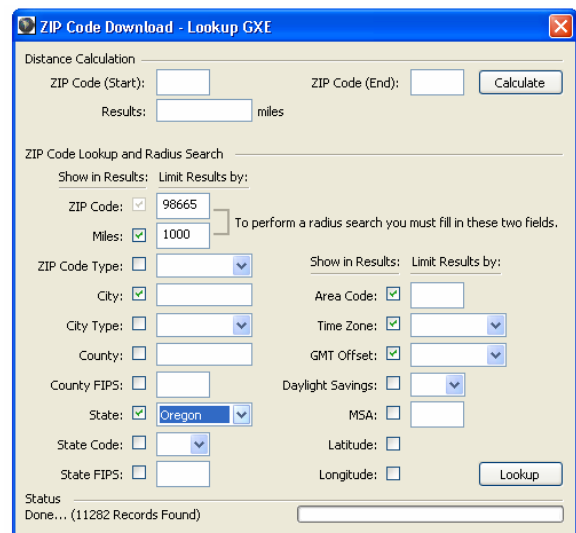 ZIP Code Download - Lookup GXE
Distance Calculation
ZIP Code (Start): ZIP Code (End): Calculate
Results: miles
ZIP Code Lookup and Radius Search
Show in Results: Limit Results by:
ZIP Code: 98665
To perform a radius search you must fill in these two fields.
Miles: 1000
ZIP Code Type: Show in Results: Limit Results by:
City: Area Code:
City Type: Time Zone:
County: GMT Offset:
County FIPS: Daylight Savings:
State: Oregon MSA:
State Code: Latitude:
State FIPS: Longitude: Lookup
Status
Done... (11282 Records Found)